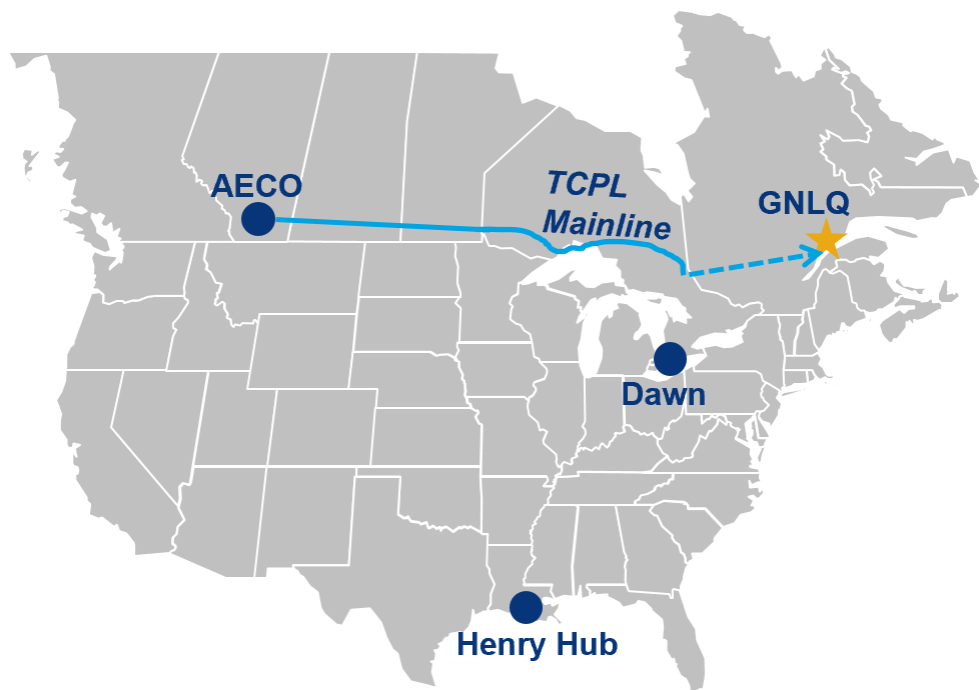 AECO
TCPL
Mainline
GNLQ
Dawn
Henry Hub